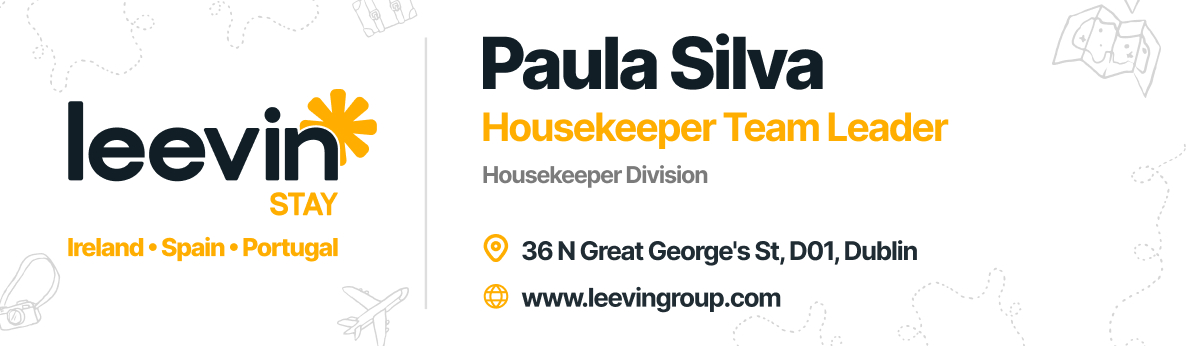 leevin
STAY
Ireland • Spain • Portugal
Paula Silva
Housekeeper Team Leader
Housekeeper Division
36 N Great George's St, D01, Dublin
www.leevingroup.com